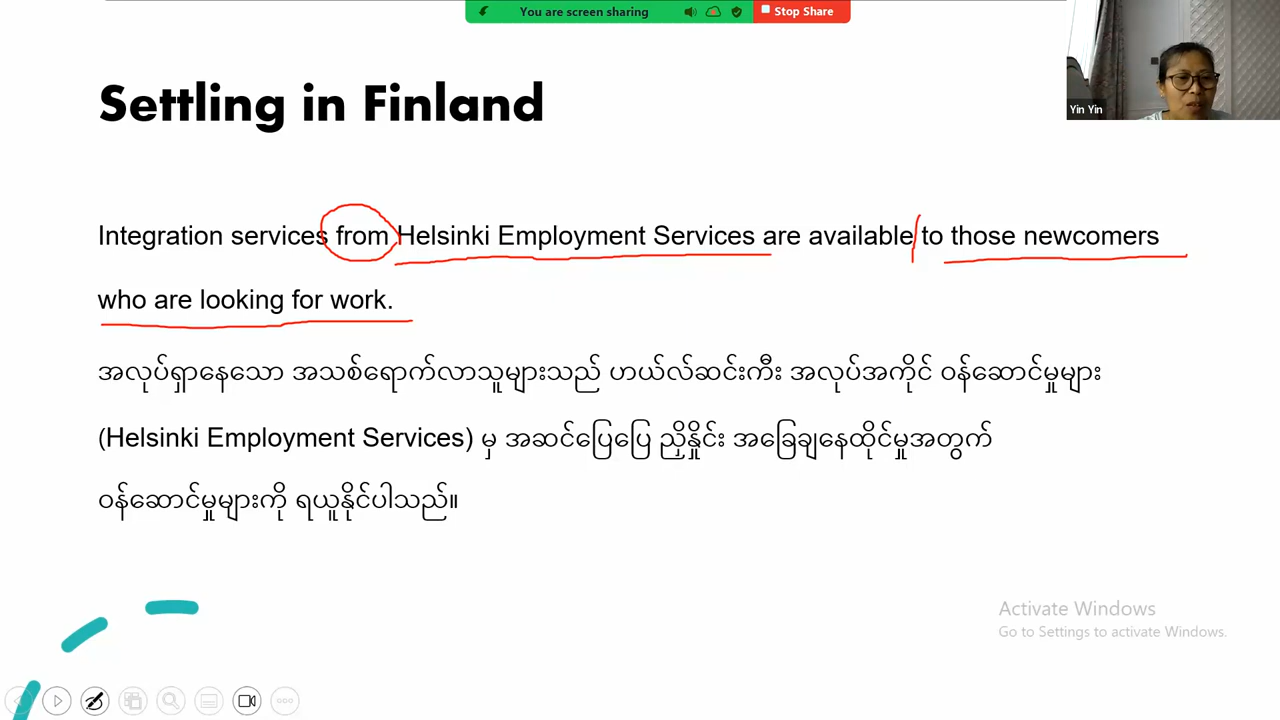 You are screen sharing Stop Share
Yin Yin
Settling in Finland
Integration services from Helsinki Employment Services are available to those newcomers
who are looking for work.
အလုပ်ရှာနေသော အသစ်ရောက်လာသူများသည် ဟယ်လ်ဆင်းကီး အလုပ်အကိုင် ဝန်ဆောင်မှုများ
(Helsinki Employment Services) မှ အဆင်ပြေပြေ ညှိနှိုင်း အခြေချနေထိုင်မှုအတွက်
ဝန်ဆောင်မှုများကို ရယူနိုင်ပါသည်။
Activate Windows
Go to Settings to activate Windows.